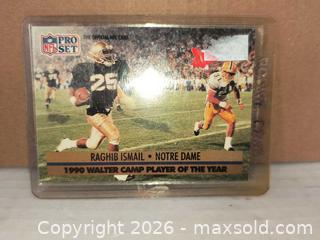 NFL
PRO
SET
THE OFFICIAL NFL CARD
25
RAGHIB ISMAIL • NOTRE DAME
1990 WALTER CAMP PLAYER OF THE YEAR
Copyright 2026 - maxsold.com